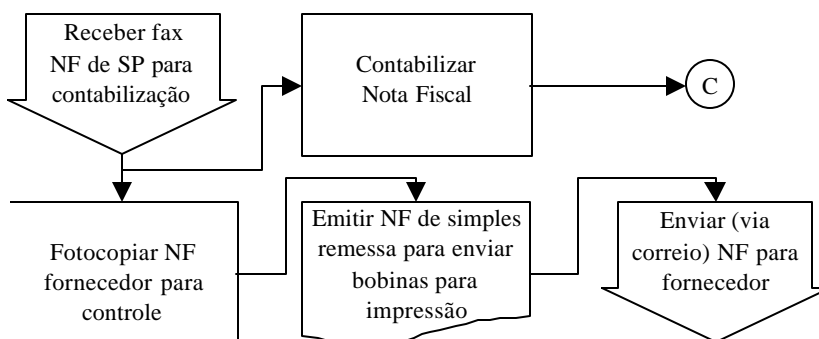 Receber fax
NF de SP para
contabilização
Contabilizar
Nota Fiscal
C
Fotocopiar NF
fornecedor para
controle
Emitir NF de simples
remessa para enviar
bobinas para
impressão
Enviar (via
correio) NF para
fornecedor